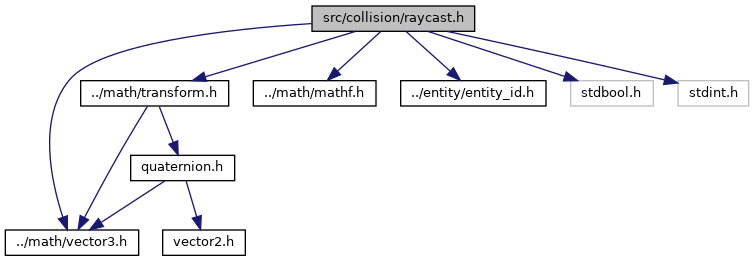 src/collision/raycast.h
../math/transform.h
../math/mathf.h
../entity/entity_id.h
stdbool.h
stdint.h
quaternion.h
../math/vector3.h
vector2.h